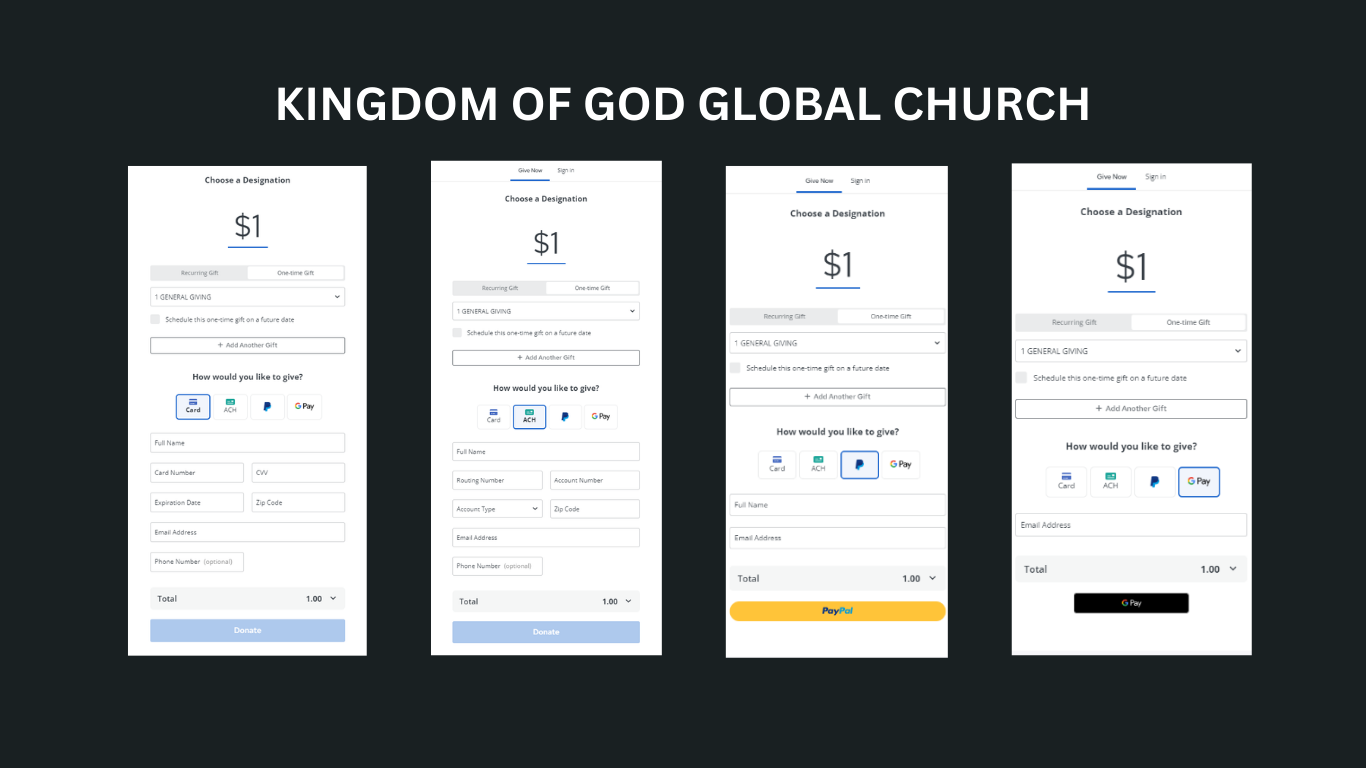 KINGDOM OF GOD GLOBAL CHURCH
Choose a Designation
$1
Recurring Gift One-time Gift
1 GENERAL GIVING
Schedule this one-time gift on a future date
+ Add Another Gift
How would you like to give?
Card ACH G Pay
Full Name
Card Number CVV
Expiration Date Zip Code
Email Address
Phone Number (optional)
Total 1.00
Donate
Give Now Sign in
Choose a Designation
$1
Recurring Gift One-time Gift
1 GENERAL GIVING
Schedule this one-time gift on a future date
+ Add Another Gift
How would you like to give?
Card ACH G Pay
Full Name
Routing Number Account Number
Account Type Zip Code
Email Address
Phone Number (optional)
Total 1.00
Donate
Give Now Sign in
Choose a Designation
$1
Recurring Gift One-time Gift
1 GENERAL GIVING
Schedule this one-time gift on a future date
+ Add Another Gift
How would you like to give?
Card ACH G Pay
Full Name
Email Address
Total 1.00
PayPal
Give Now Sign in
Choose a Designation
$1
Recurring Gift One-time Gift
1 GENERAL GIVING
Schedule this one-time gift on a future date
+ Add Another Gift
How would you like to give?
Card ACH G Pay
Email Address
Total 1.00
G Pay